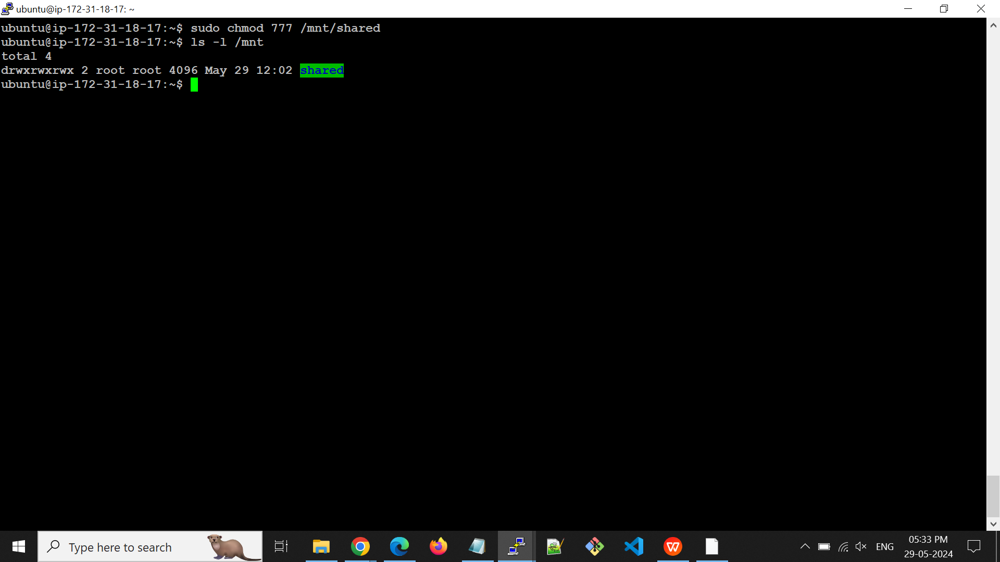 ubuntu@ip-172-31-18-17: ~
ubuntu@ip-172-31-18-17:~$ sudo chmod 777 /mnt/shared
ubuntu@ip-172-31-18-17:~$ ls -l /mnt
total 4
drwxrwxrwx 2 root root 4096 May 29 12:02 shared
ubuntu@ip-172-31-18-17:~$
Type here to search
W
ENG
05:33 PM
29-05-2024